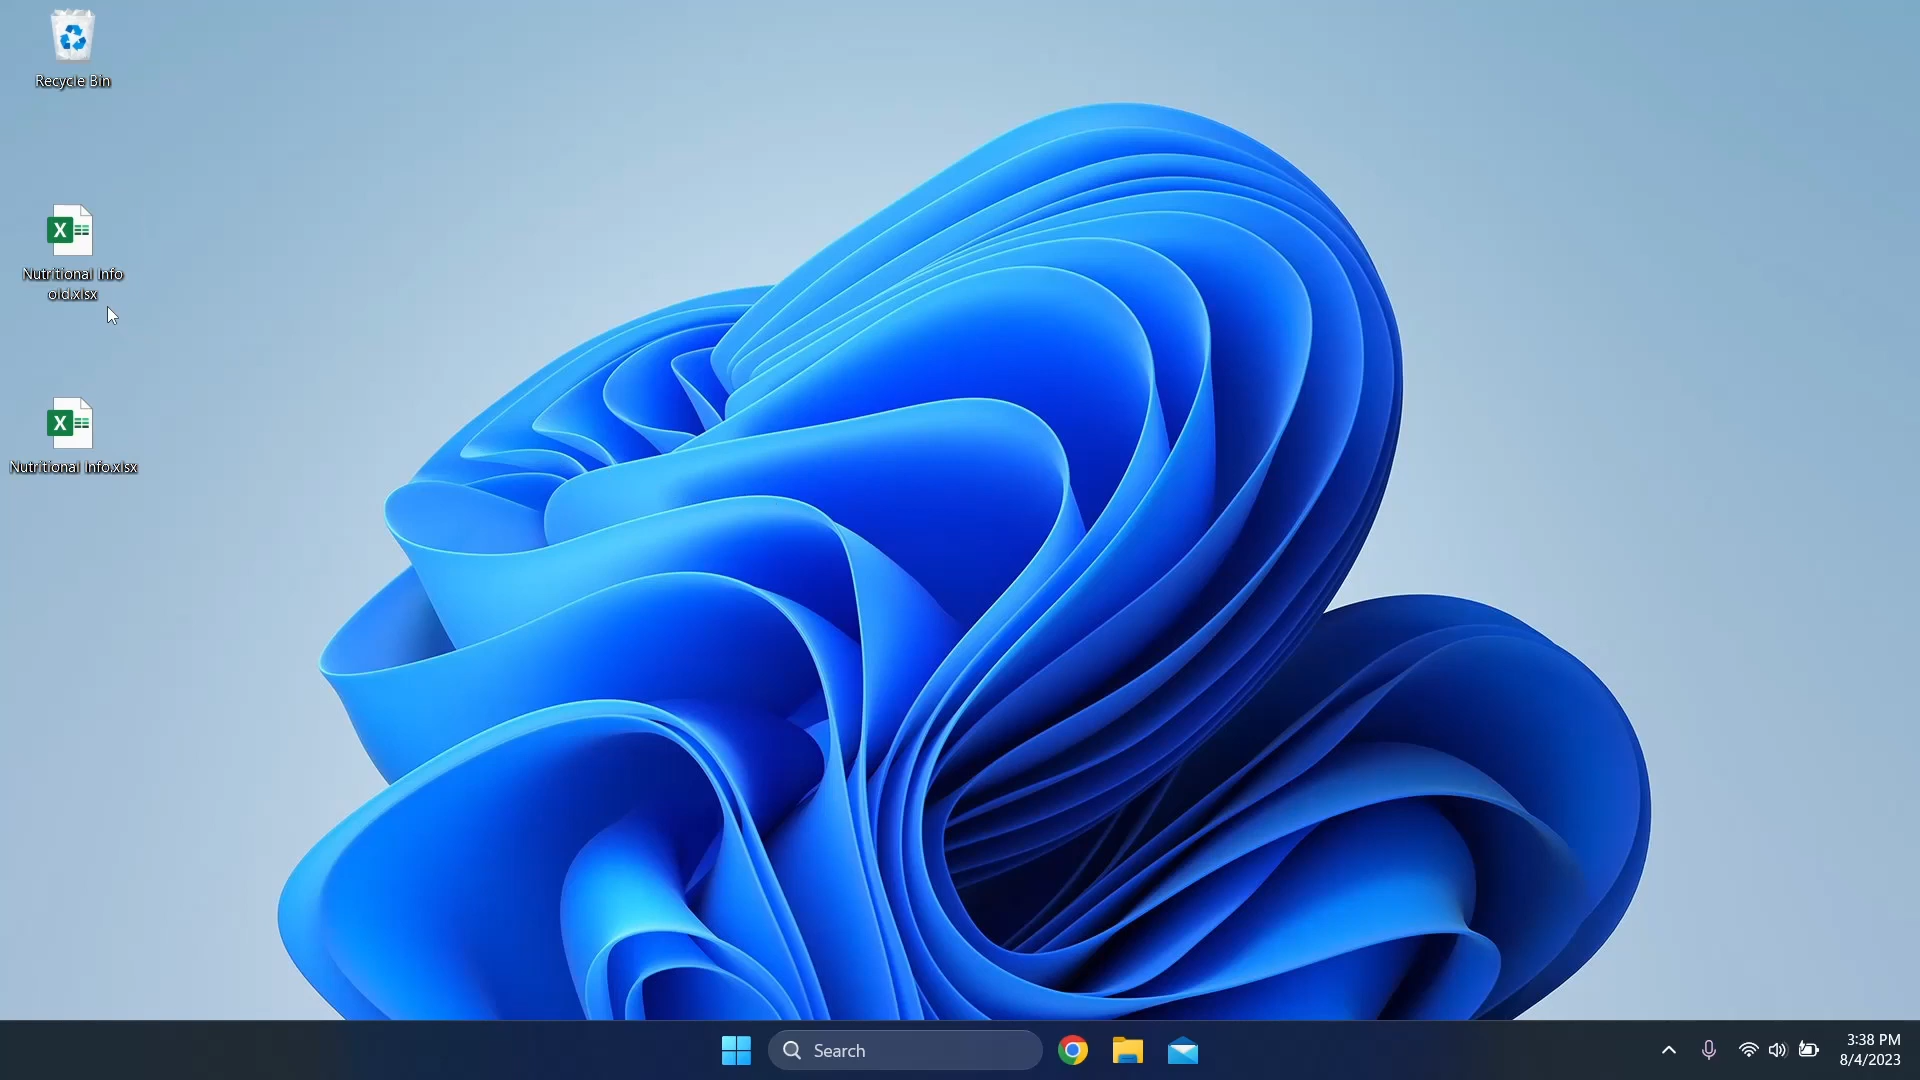 Recycle Bin
Nutritional Info
old.xlsx
Nutritional Info.xlsx
Search
3:38 PM
8/4/2023